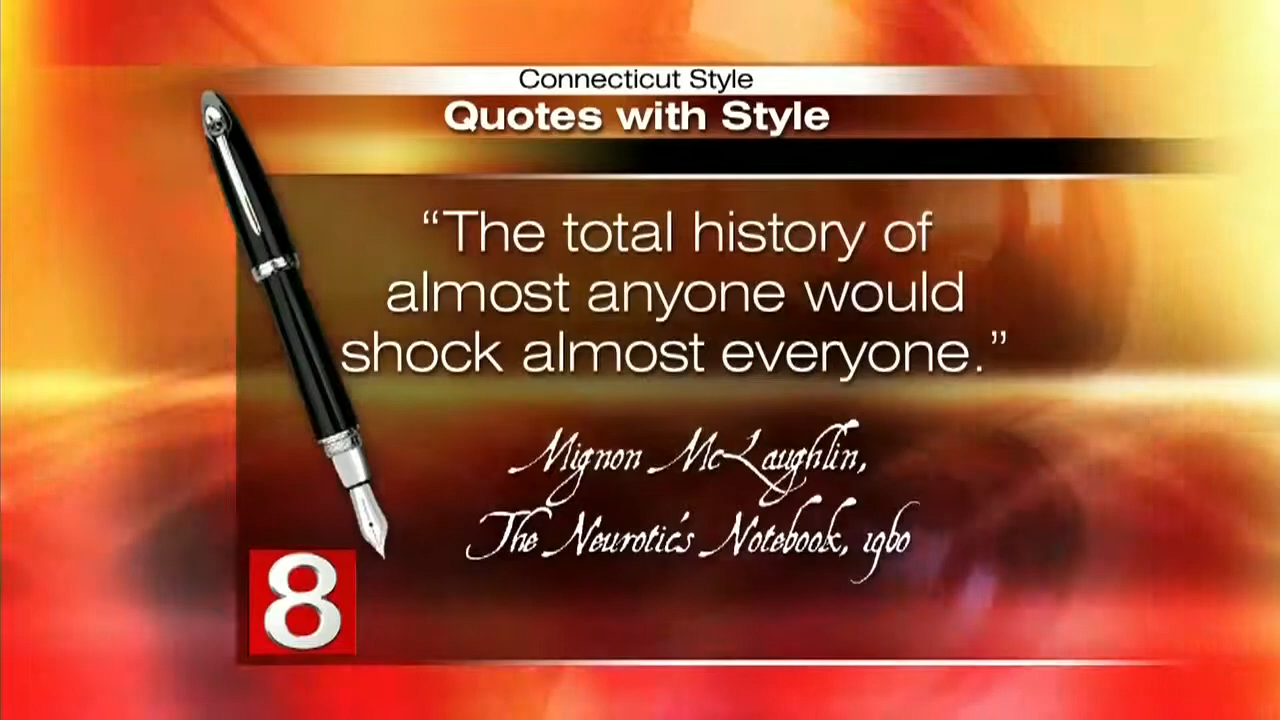 Connecticut Style
Quotes with Style
“The total history of
almost anyone would
shock almost everyone.”
Mignon McLaughlin,
The Neurotic's Notebook, 1960
8